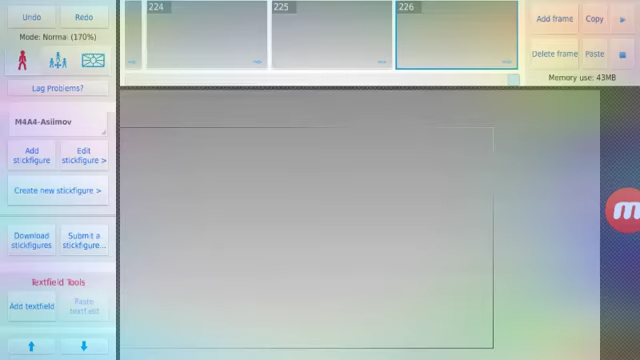 Undo
Redo
Mode: Normal (170%)
Lag Problems?
M4A4-Asiimov
Add
stickfigure
Edit
stickfigure >
Create new stickfigure >
Download
stickfigures
Submit a
stickfigure...
Textfield Tools
Add textfield
Paste
textfield
224
225
226
Add frame
Copy
Delete frame
Paste
Memory use: 43MB